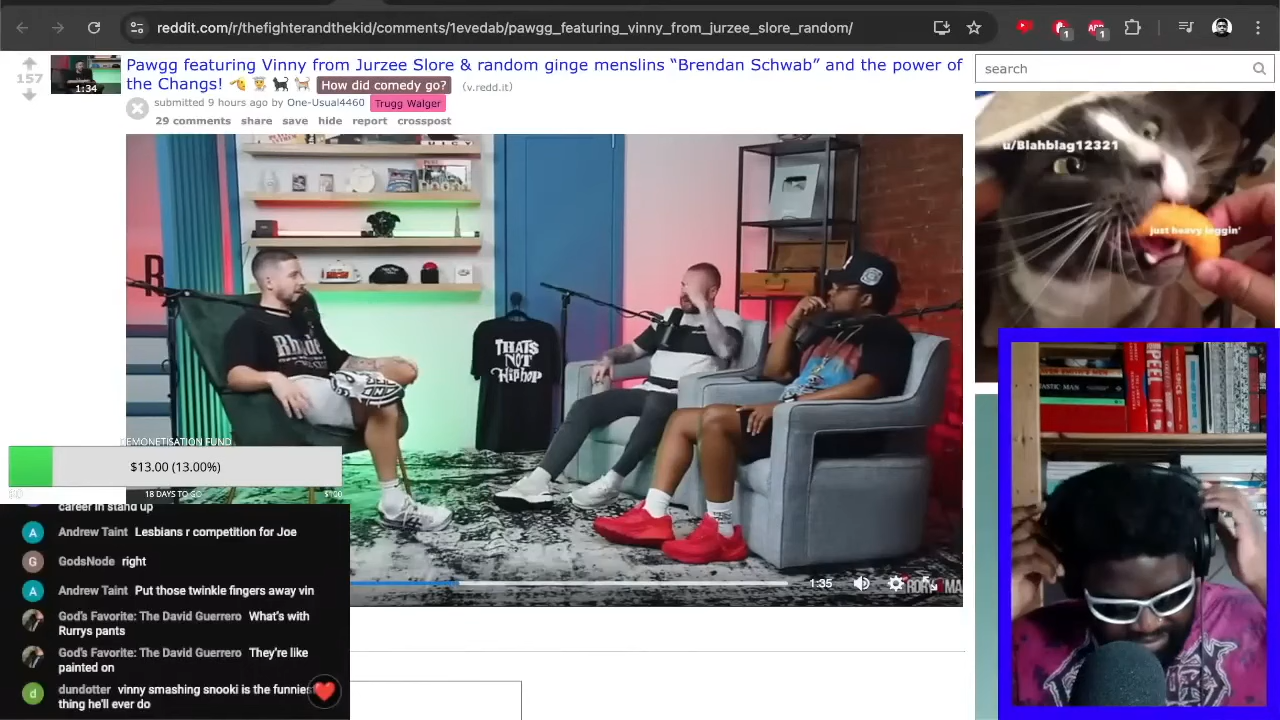 reddit.com/r/thefighterandthekid/comments/1evedab/pawgg_featuring_vinny_from_jurzee_slore_random/
1
1
157
1:34
Pawgg featuring Vinny from Jurzee Slore & random ginge menslins “Brendan Schwab” and the power of
the Changs! How did comedy go? (v.redd.it)
submitted 9 hours ago by One-Usual4460 Trugg Walger
29 comments share save hide report crosspost
search
u/Blahblag12321
just heavy leggin'
THATS
NOT
HIPHOP
Rhude
1:35
DEMONETISATION FUND
$13.00 (13.00%)
18 DAYS TO GO
$100
career in stand up
Andrew Taint Lesbians r competition for Joe
GodsNode right
Andrew Taint Put those twinkle fingers away vin
God's Favorite: The David Guerrero What's with
Rurrys pants
God's Favorite: The David Guerrero They're like
painted on
dundotter vinny smashing snooki is the funnies
thing he'll ever do